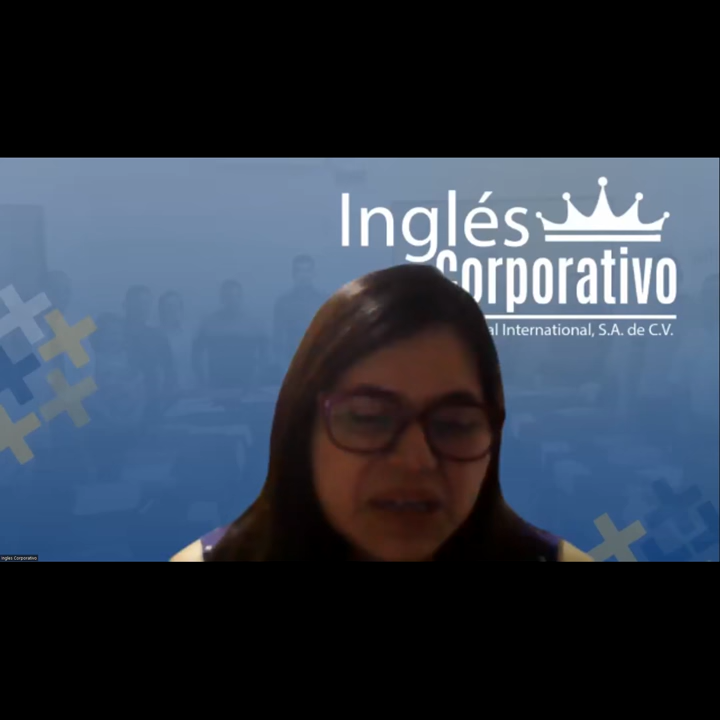 Inglés
Corporativo
al International, S.A. de C.V.
Inglés Corporativo